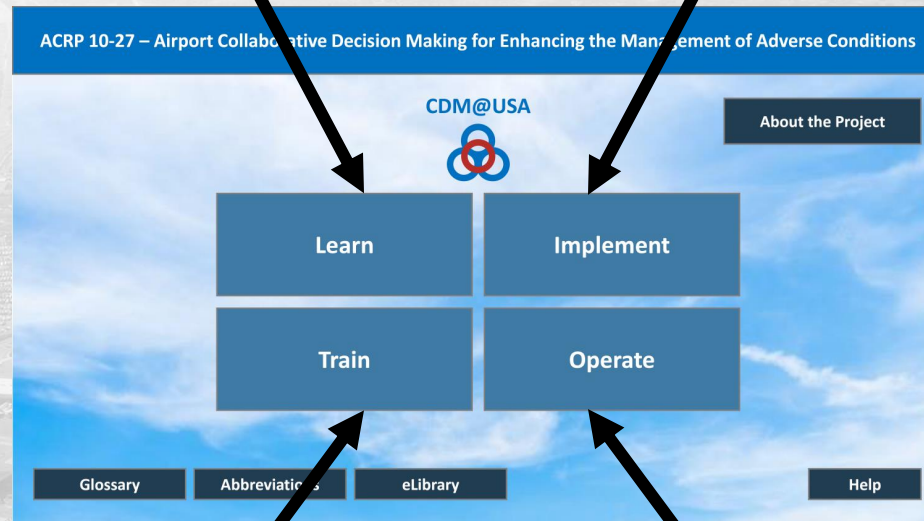 ACRP 10-27 – Airport Collaborative Decision Making for Enhancing the Management of Adverse Conditions
CDM@USA
About the Project
Learn
Implement
Train
Operate
Glossary
Abbreviations
eLibrary
Help